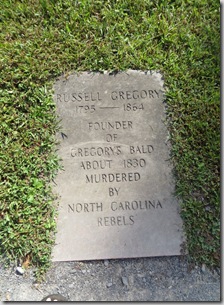 RUSSELL GREGORY
1795 — 1864
FOUNDER
OF
GREGORY'S BALD
ABOUT 1830
MURDERED
BY
NORTH CAROLINA
REBELS